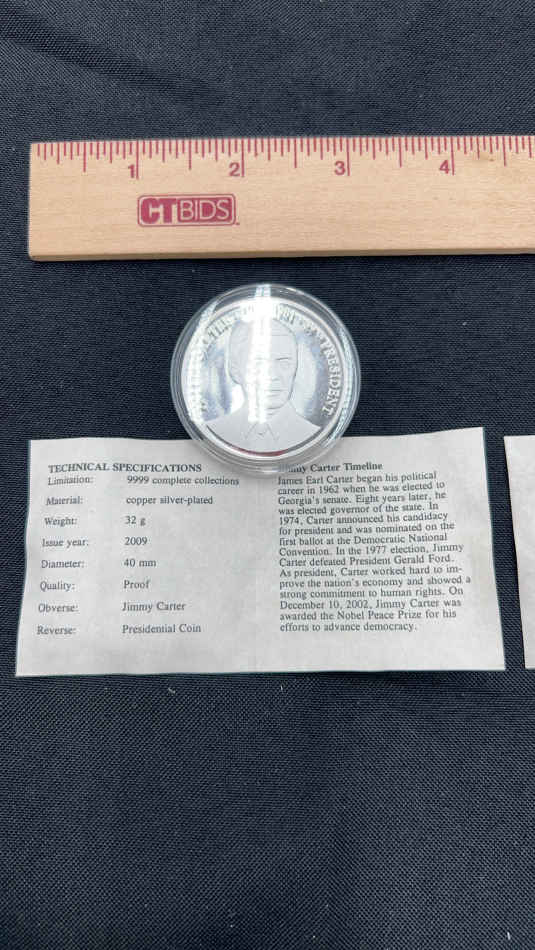 1 2 3 4
CTBIDS
PRESIDENT
TECHNICAL SPECIFICATIONS
Limitation: 9999 complete collections
Material: copper silver-plated
Weight: 32 g
Issue year: 2009
Diameter: 40 mm
Quality: Proof
Obverse: Jimmy Carter
Reverse: Presidential Coin
Carter Timeline
James Earl Carter began his political
career in 1962 when he was elected to
Georgia's senate. Eight years later, he
was elected governor of the state. In
1974, Carter announced his candidacy
for president and was nominated on the
first ballot at the Democratic National
Convention. In the 1977 election, Jimmy
Carter defeated President Gerald Ford.
As president, Carter worked hard to im-
prove the nation's economy and showed a
strong commitment to human rights. On
December 10, 2002, Jimmy Carter was
awarded the Nobel Peace Prize for his
efforts to advance democracy.